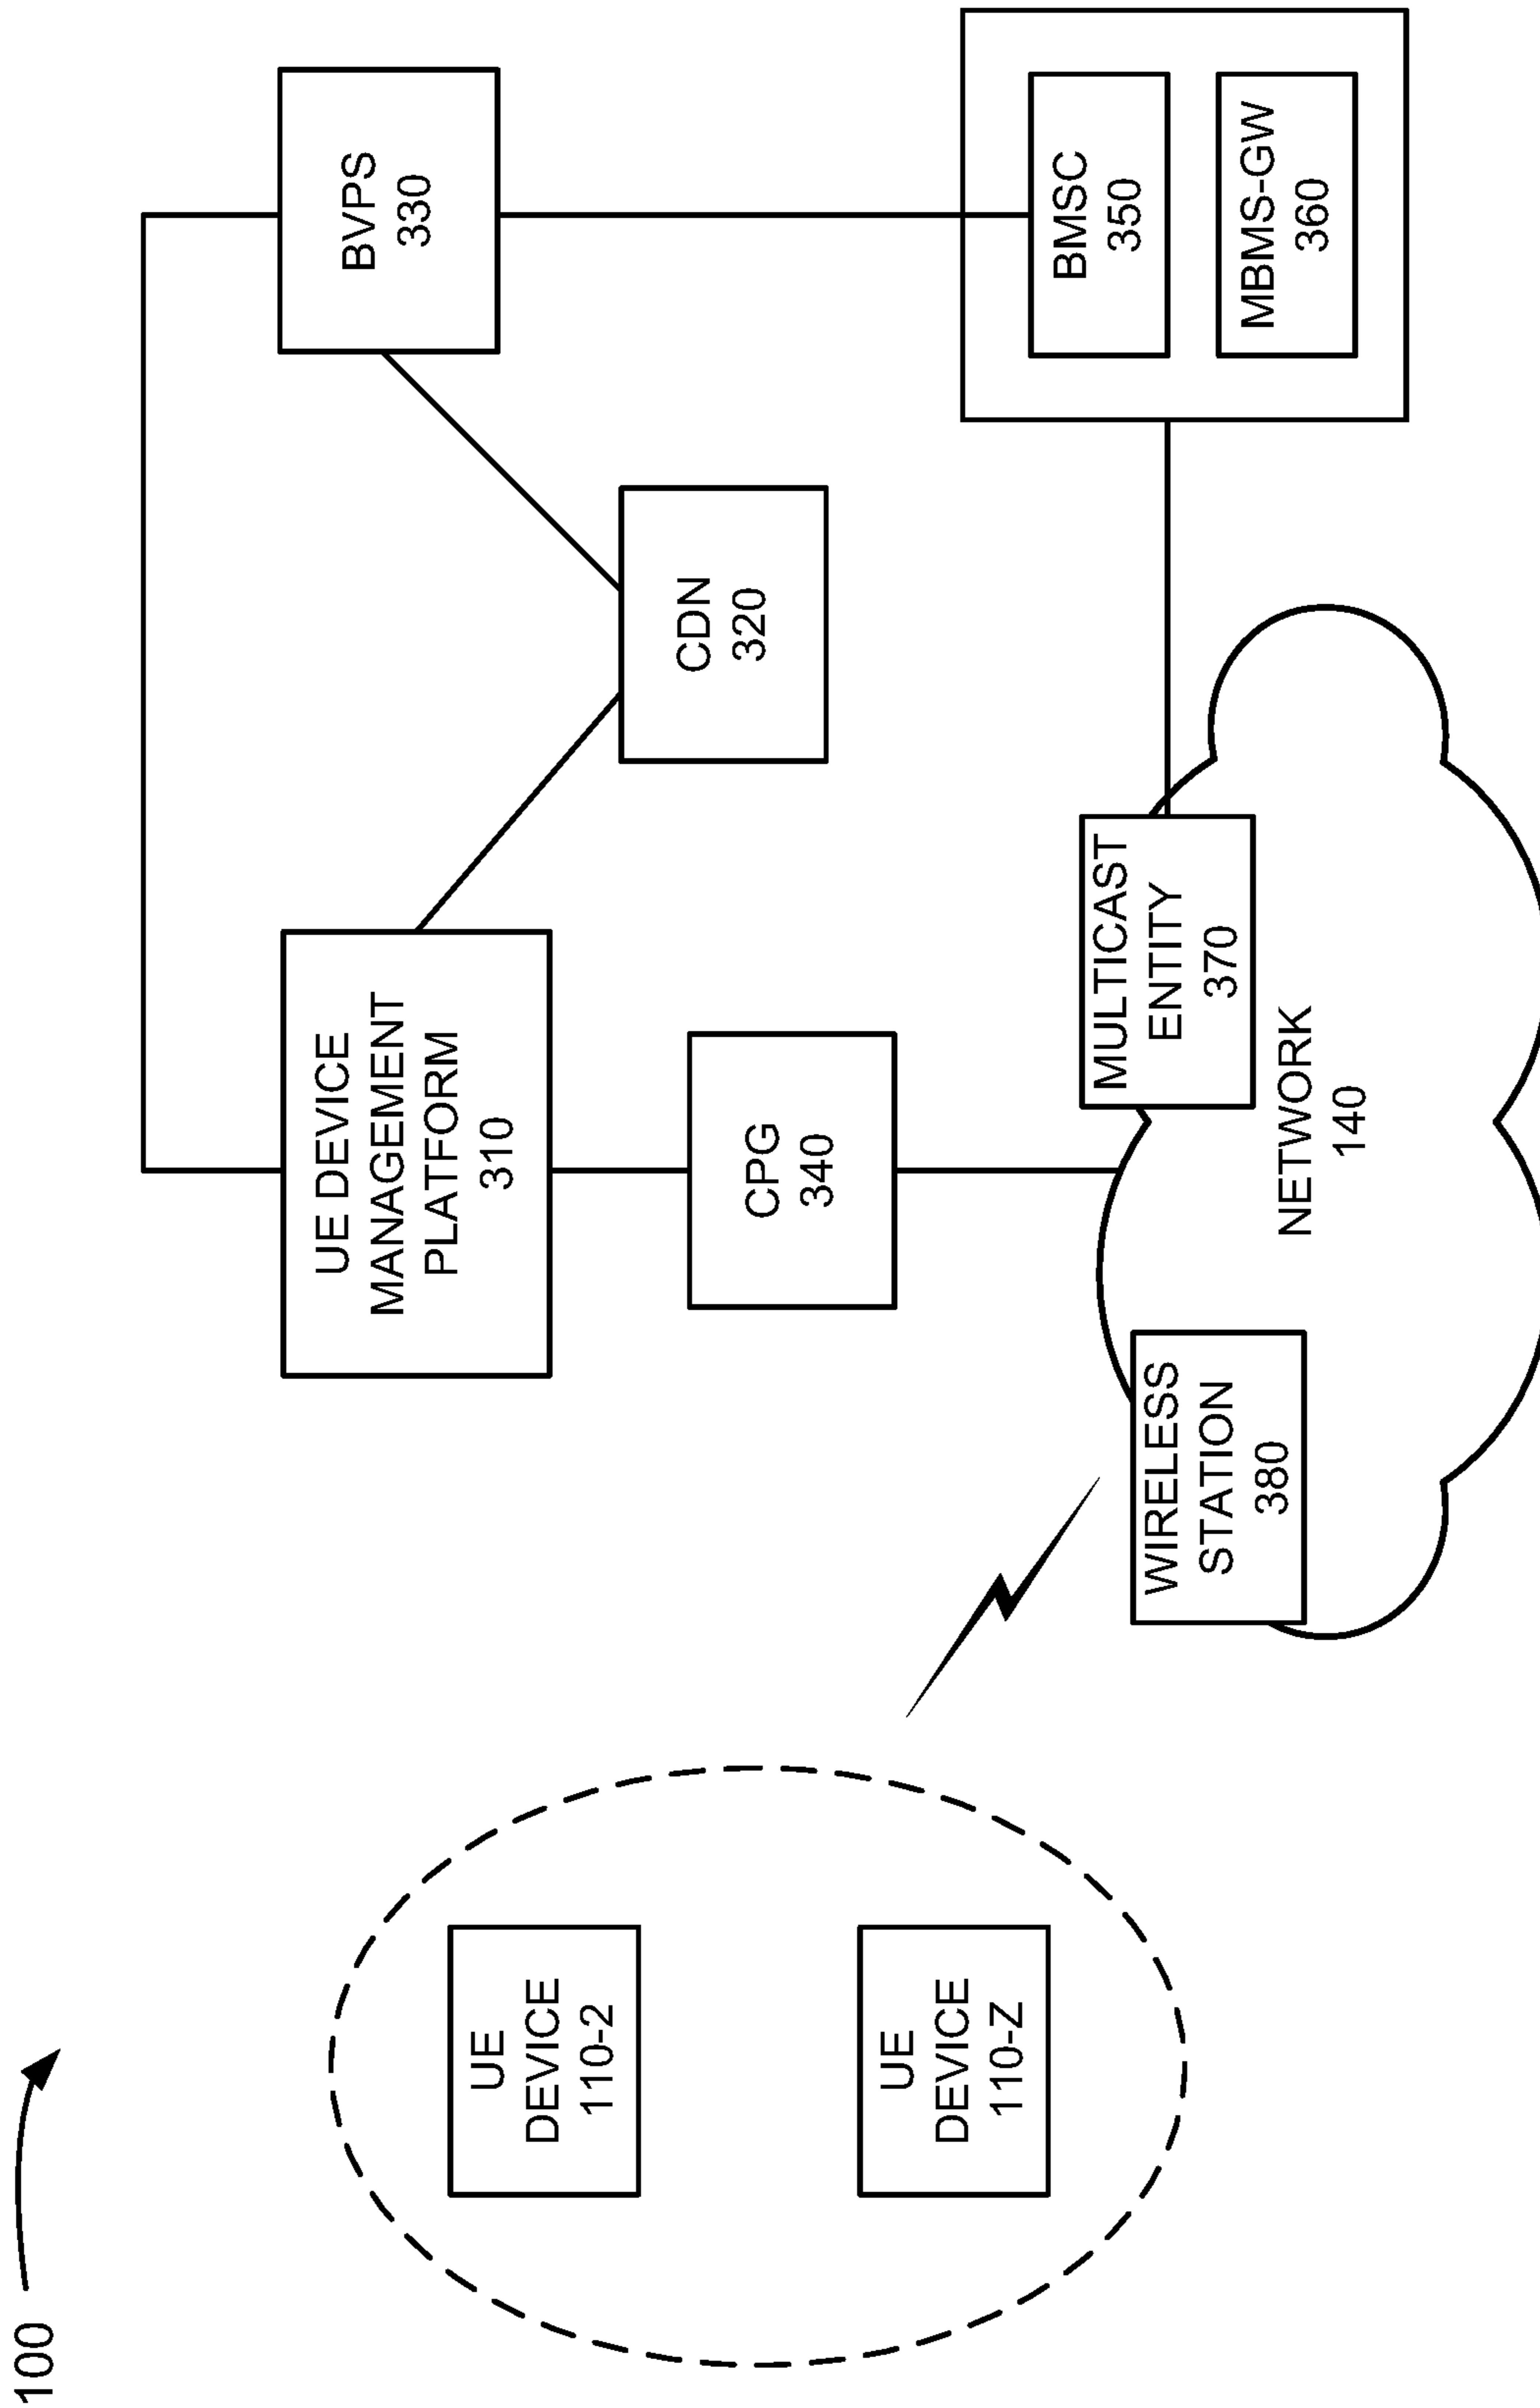 100
UE DEVICE
MANAGEMENT
PLATFORM
310
BVPS
330
CDN
320
UE
DEVICE
110-2
CPG
340
UE
DEVICE
110-Z
WIRELESS
STATION
380
MULTICAST
ENTITY
370
NETWORK
140
BMSC
350
MBMS-GW
360